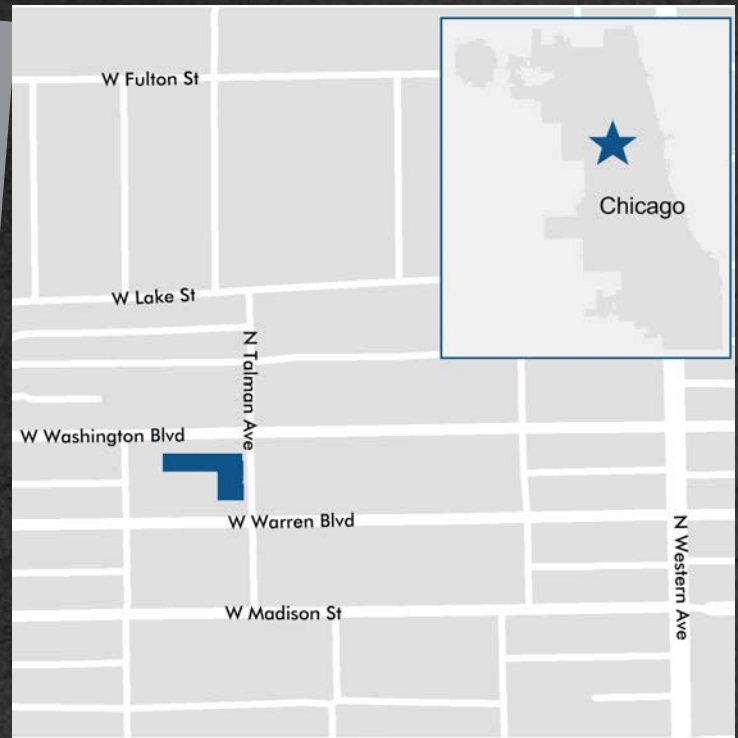 W Fulton St
Chicago
W Lake St
N Talman Ave
W Washington Blvd
W Warren Blvd
N Western Ave
W Madison St